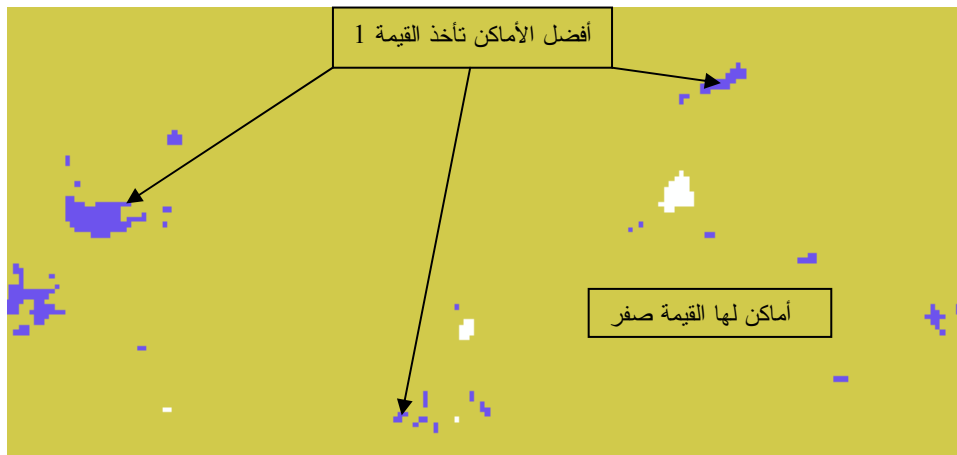 أفضل الأماكن تأخذ القيمة 1
أماكن لها القيمة صفر